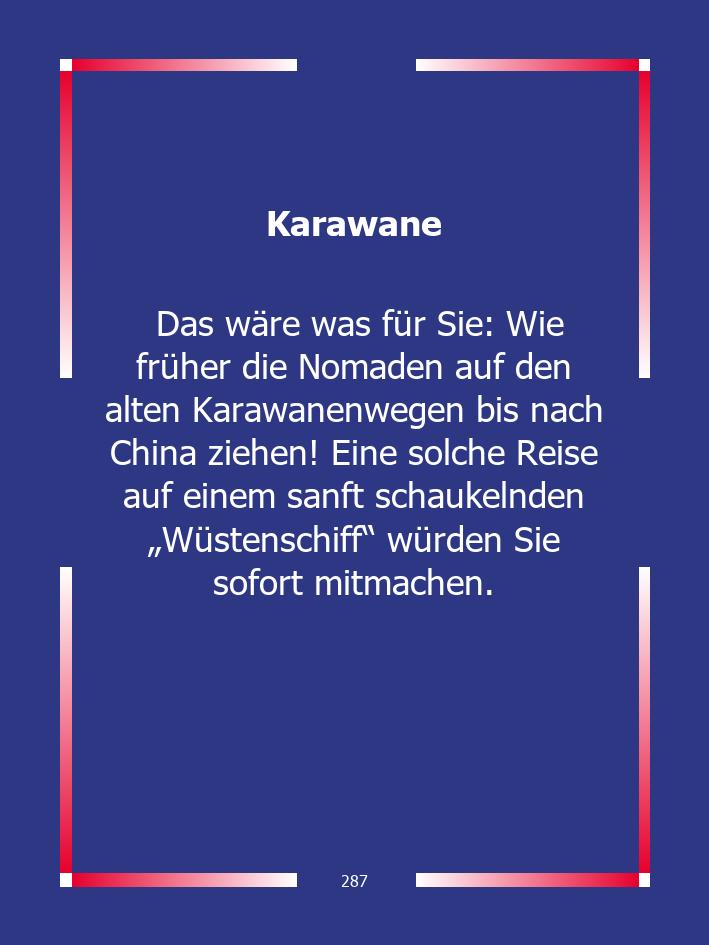 Karawane
Das wäre was für Sie: Wie
früher die Nomaden auf den
alten Karawanenwegen bis nach
China ziehen! Eine solche Reise
auf einem sanft schaukelnden
„Wüstenschiff“ würden Sie
sofort mitmachen.
287